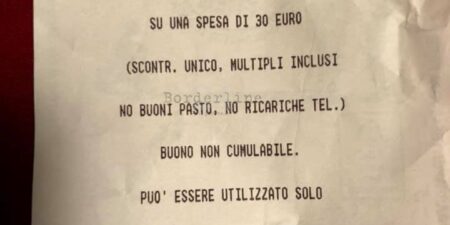 SU UNA SPESA DI 30 EURO
(SCONTR. UNICO, MULTIPLI INCLUSI
Borderline
NO BUONI PASTO, NO RICARICHE TEL.)
BUONO NON CUMULABILE.
PUO' ESSERE UTILIZZATO SOLO